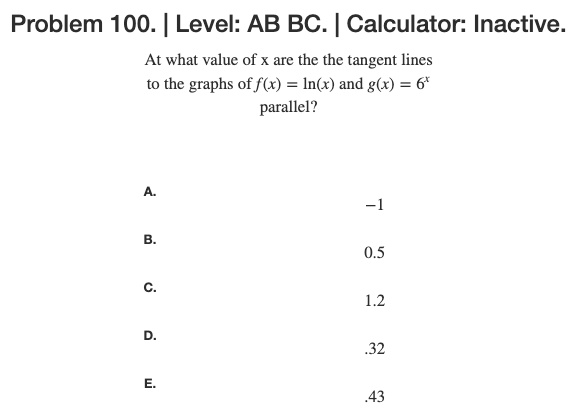 Problem 100. | Level: AB BC. | Calculator: Inactive.
At what value of x are the the tangent lines
to the graphs of f(x) = ln(x) and g(x) = 6ˣ
parallel?
A.
−1
B.
0.5
C.
1.2
D.
.32
E.
.43